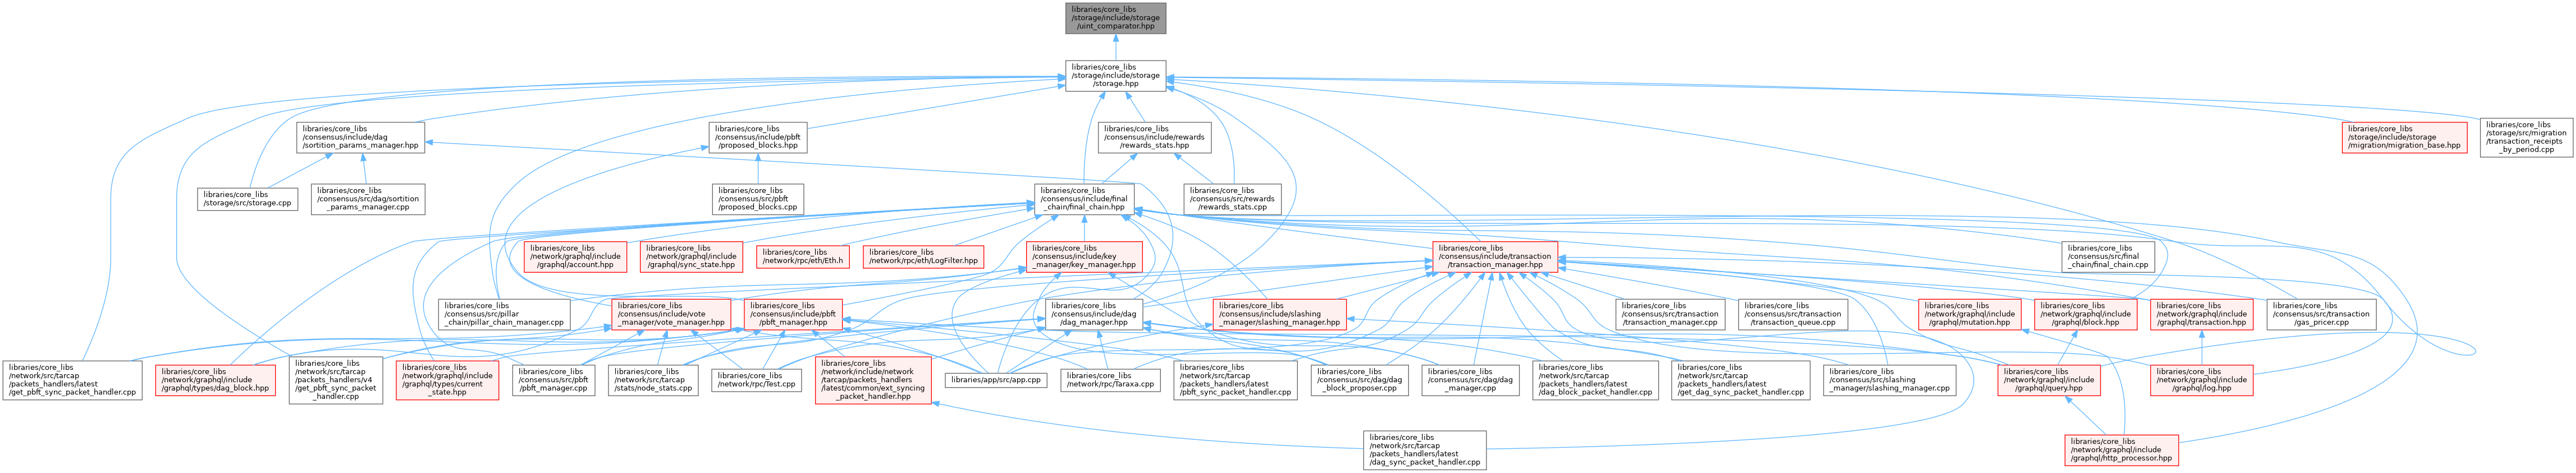 libraries/core_libs
/storage/include/storage
/uint_comparator.hpp
libraries/core_libs
/storage/include/storage
/storage.hpp
libraries/core_libs
/consensus/include/dag
/sortition_params_manager.hpp
libraries/core_libs
/consensus/include/pbft
/proposed_blocks.hpp
libraries/core_libs
/consensus/include/rewards
/rewards_stats.hpp
libraries/core_libs
/storage/include/storage
/migration/migration_base.hpp
libraries/core_libs
/storage/src/migration
/transaction_receipts
_by_period.cpp
libraries/core_libs
/storage/src/storage.cpp
libraries/core_libs
/consensus/src/dag/sortition
_params_manager.cpp
libraries/core_libs
/consensus/src/pbft
/proposed_blocks.cpp
libraries/core_libs
/consensus/include/final
_chain/final_chain.hpp
libraries/core_libs
/consensus/src/rewards
/rewards_stats.cpp
libraries/core_libs
/network/graphql/include
/graphql/account.hpp
libraries/core_libs
/network/graphql/include
/graphql/sync_state.hpp
libraries/core_libs
/network/rpc/eth/Eth.h
libraries/core_libs
/network/rpc/eth/LogFilter.hpp
libraries/core_libs
/consensus/include/key
_manager/key_manager.hpp
libraries/core_libs
/consensus/include/transaction
/transaction_manager.hpp
libraries/core_libs
/consensus/src/final
_chain/final_chain.cpp
libraries/core_libs
/consensus/src/pillar
_chain/pillar_chain_manager.cpp
libraries/core_libs
/consensus/include/vote
_manager/vote_manager.hpp
libraries/core_libs
/consensus/include/pbft
/pbft_manager.hpp
libraries/core_libs
/consensus/include/dag
/dag_manager.hpp
libraries/core_libs
/consensus/include/slashing
_manager/slashing_manager.hpp
libraries/core_libs
/consensus/src/transaction
/transaction_manager.cpp
libraries/core_libs
/consensus/src/transaction
/transaction_queue.cpp
libraries/core_libs
/network/graphql/include
/graphql/mutation.hpp
libraries/core_libs
/network/graphql/include
/graphql/block.hpp
libraries/core_libs
/network/graphql/include
/graphql/transaction.hpp
libraries/core_libs
/consensus/src/transaction
/gas_pricer.cpp
libraries/core_libs
/network/src/tarcap
/packets_handlers/latest
/get_pbft_sync_packet_handler.cpp
libraries/core_libs
/network/graphql/include
/graphql/types/dag_block.hpp
libraries/core_libs
/network/src/tarcap
/packets_handlers/v4
/get_pbft_sync_packet
_handler.cpp
libraries/core_libs
/network/graphql/include
/graphql/types/current
_state.hpp
libraries/core_libs
/consensus/src/pbft
/pbft_manager.cpp
libraries/core_libs
/network/src/tarcap
/stats/node_stats.cpp
libraries/core_libs
/network/rpc/Test.cpp
libraries/core_libs
/network/include/network
/tarcap/packets_handlers
/latest/common/ext_syncing
_packet_handler.hpp
libraries/app/src/app.cpp
libraries/core_libs
/network/rpc/Taraxa.cpp
libraries/core_libs
/network/src/tarcap
/packets_handlers/latest
/pbft_sync_packet_handler.cpp
libraries/core_libs
/consensus/src/dag/dag
_block_proposer.cpp
libraries/core_libs
/consensus/src/dag/dag
_manager.cpp
libraries/core_libs
/network/src/tarcap
/packets_handlers/latest
/dag_block_packet_handler.cpp
libraries/core_libs
/network/src/tarcap
/packets_handlers/latest
/get_dag_sync_packet_handler.cpp
libraries/core_libs
/consensus/src/slashing
_manager/slashing_manager.cpp
libraries/core_libs
/network/graphql/include
/graphql/query.hpp
libraries/core_libs
/network/graphql/include
/graphql/log.hpp
libraries/core_libs
/network/src/tarcap
/packets_handlers/latest
/dag_sync_packet_handler.cpp
libraries/core_libs
/network/graphql/include
/graphql/http_processor.hpp